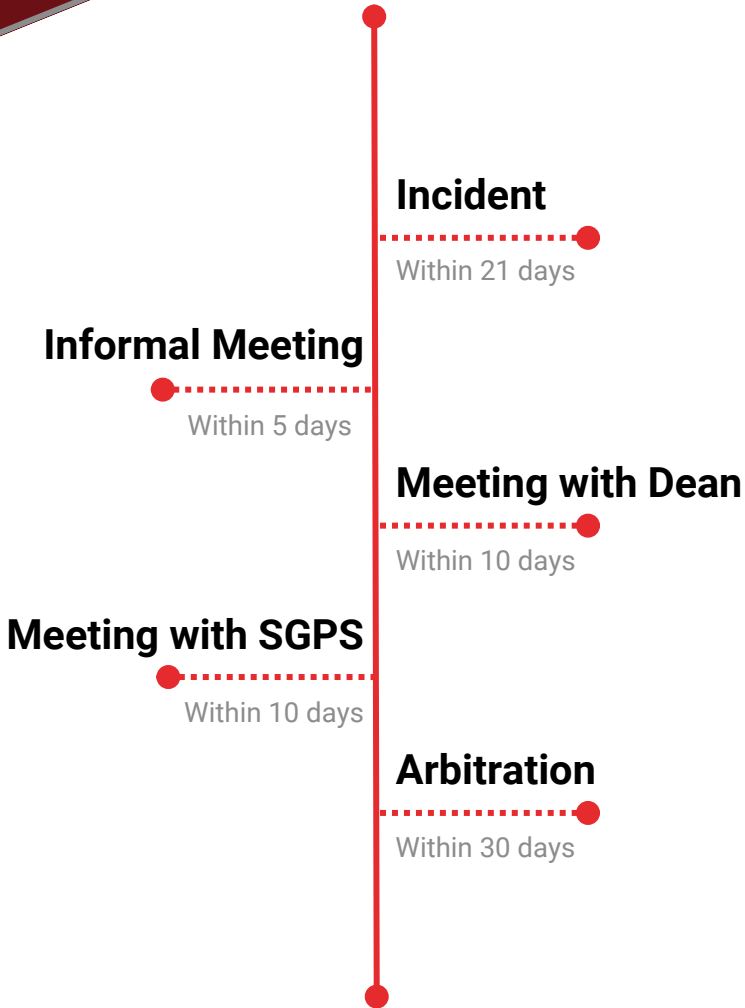 Incident
Within 21 days
Informal Meeting
Within 5 days
Meeting with Dean
Within 10 days
Meeting with SGPS
Within 10 days
Arbitration
Within 30 days